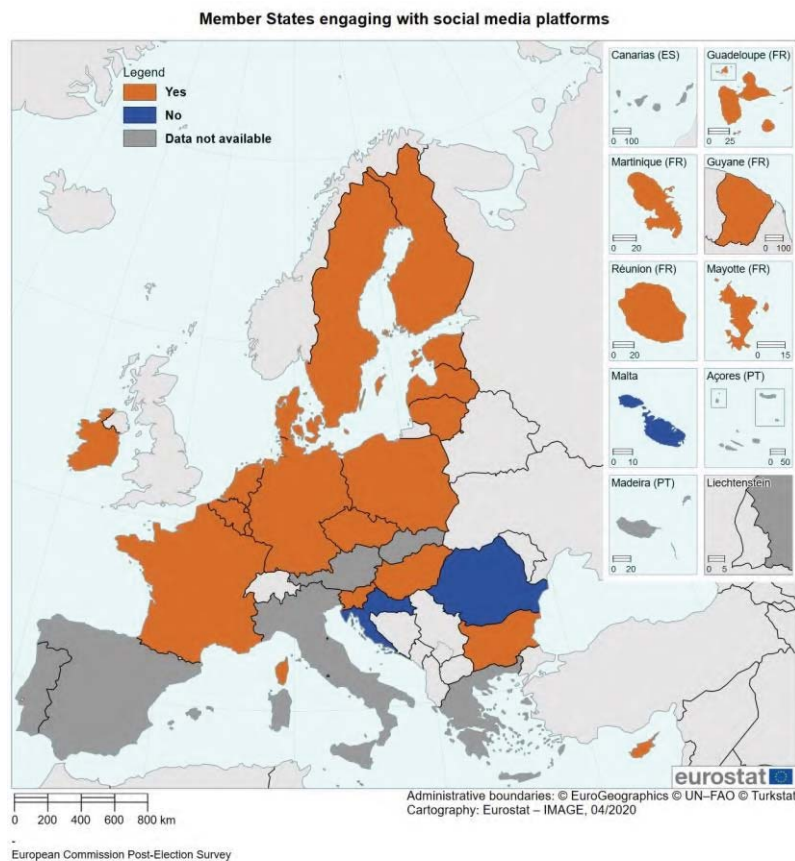 Member States engaging with social media platforms
Legend
Yes
No
Data not available
Canarias (ES)
0 100
Guadeloupe (FR)
0 25
Martinique (FR)
0 20
Guyane (FR)
0 100
Réunion (FR)
0 20
Mayotte (FR)
0 15
Malta
0 10
Açores (PT)
0 50
Madeira (PT)
0 20
Liechtenstein
0 5
eurostat
Administrative boundaries: © EuroGeographics © UN–FAO © Turkstat
Cartography: Eurostat – IMAGE, 04/2020
0 200 400 600 800 km
-
European Commission Post-Election Survey